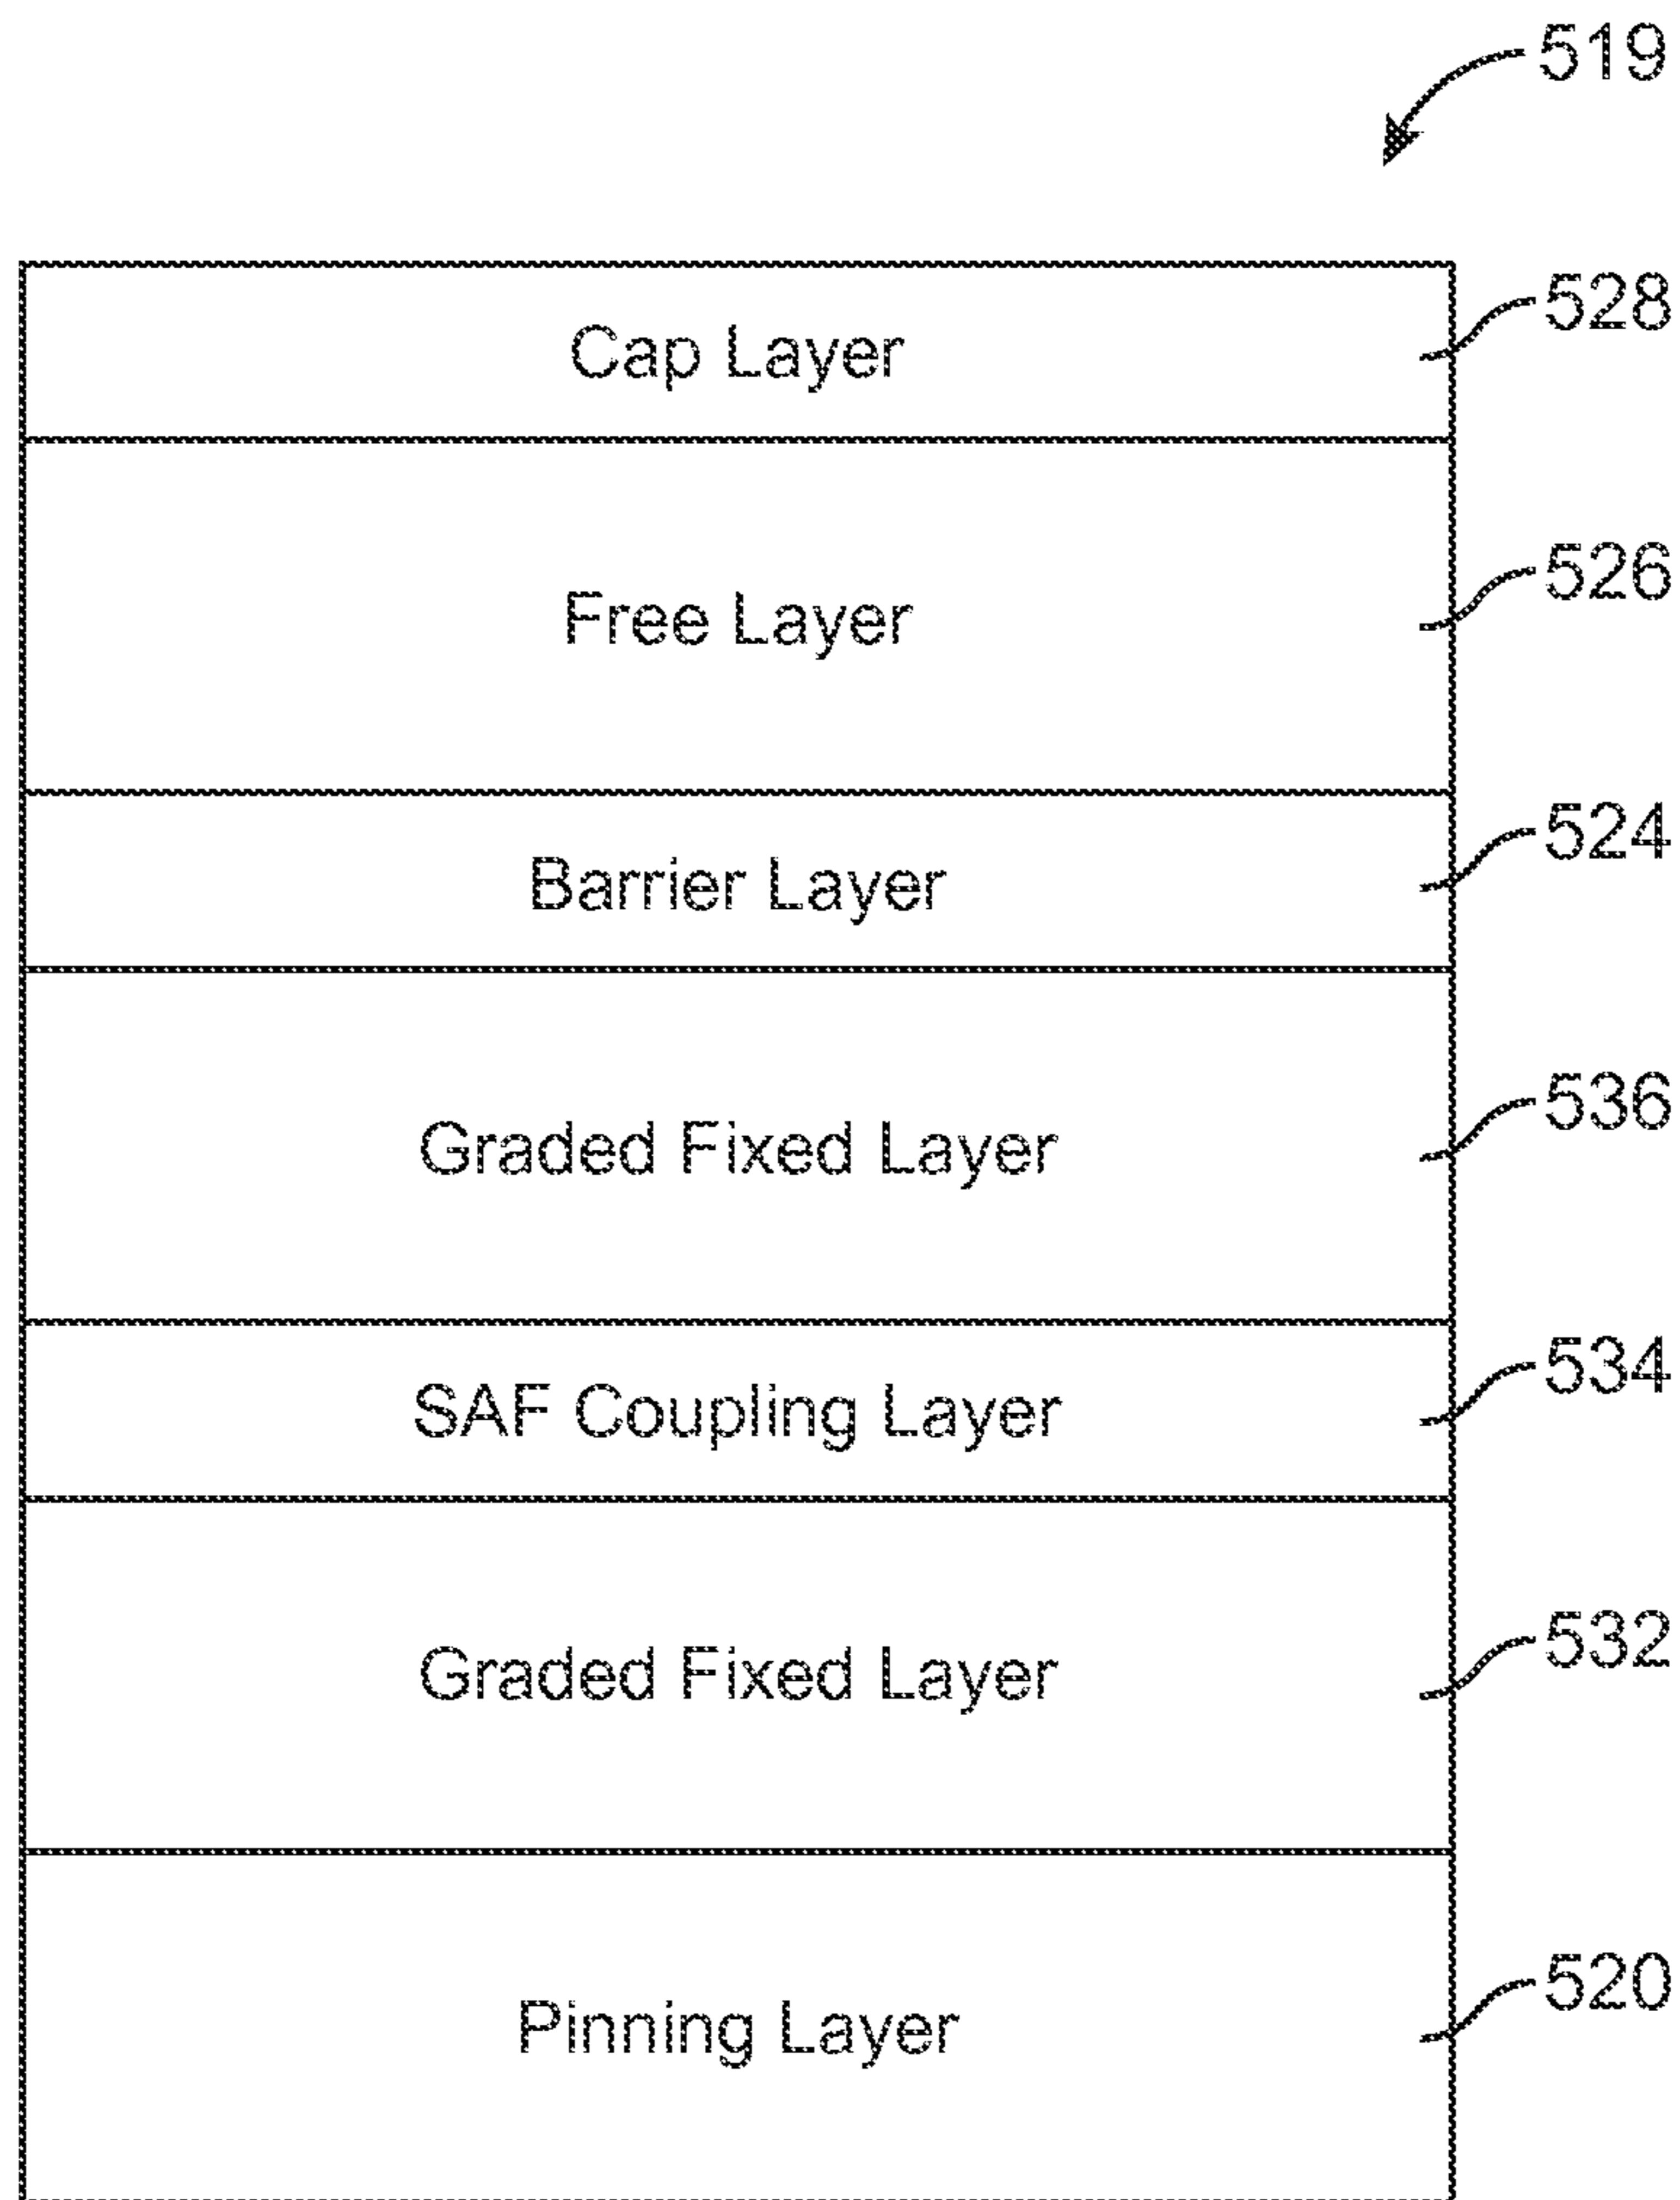 519
Cap Layer 528
Free Layer 526
Barrier Layer 524
Graded Fixed Layer 536
SAF Coupling Layer 534
Graded Fixed Layer 532
Pinning Layer 520